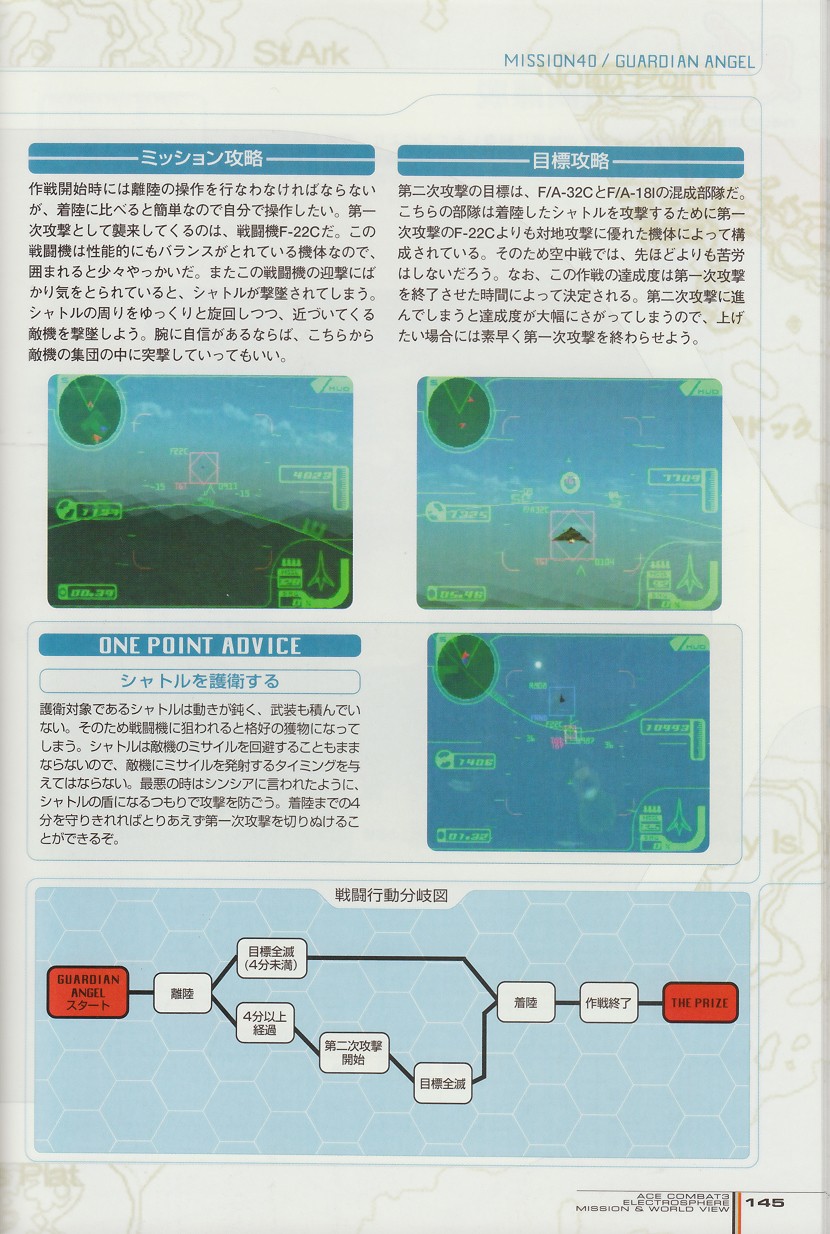 St.Ark
MISSION40 / GUARDIAN ANGEL
North Point
ミッション攻略
作戦開始時には離陸の操作を行なわなければならない
が、着陸に比べると簡単なので自分で操作したい。第一
次攻撃として襲来してくるのは、戦闘機F-22Cだ。この
戦闘機は性能的にもバランスがとれている機体なので、
囲まれると少々やっかいだ。またこの戦闘機の迎撃にば
かり気をとられていると、シャトルが撃墜されてしまう。
シャトルの周りをゆっくりと旋回しつつ、近づいてくる
敵機を撃墜しよう。腕に自信があるならば、こちらから
敵機の集団の中に突撃していってもいい。
目標攻略
第二次攻撃の目標は、F/A-32CとF/A-18Iの混成部隊だ。
こちらの部隊は着陸したシャトルを攻撃するために第一
次攻撃のF-22Cよりも対地攻撃に優れた機体によって構
成されている。そのため空中戦では、先ほどよりも苦労
はしないだろう。なお、この作戦の達成度は第一次攻撃
を終了させた時間によって決定される。第二次攻撃に進
んでしまうと達成度が大幅にさがってしまうので、上げ
たい場合には素早く第一次攻撃を終わらせよう。
HUD
F22C
4023
-15
0911
-15
1199
00.39
HUD
7709
7325
0104
05.40
ドック
ONE POINT ADVICE
シャトルを護衛する
護衛対象であるシャトルは動きが鈍く、武装も積んでい
ない。そのため戦闘機に狙われると格好の獲物になって
しまう。シャトルは敵機のミサイルを回避することもまま
ならないので、敵機にミサイルを発射するタイミングを与
えてはならない。最悪の時はシンシアに言われたように、
シャトルの盾になるつもりで攻撃を防ごう。着陸までの4
分を守りきれればとりあえず第一次攻撃を切りぬけるこ
とができるぞ。
HUD
10993
1406
01.32
y Is.
戦闘行動分岐図
GUARDIAN
ANGEL
スタート
離陸
目標全滅
(4分未満)
4分以上
経過
第二次攻撃
開始
目標全滅
着陸
作戦終了
THE PRIZE
Plat
ACE COMBAT3
ELECTROSPHERE
MISSION & WORLD VIEW
145